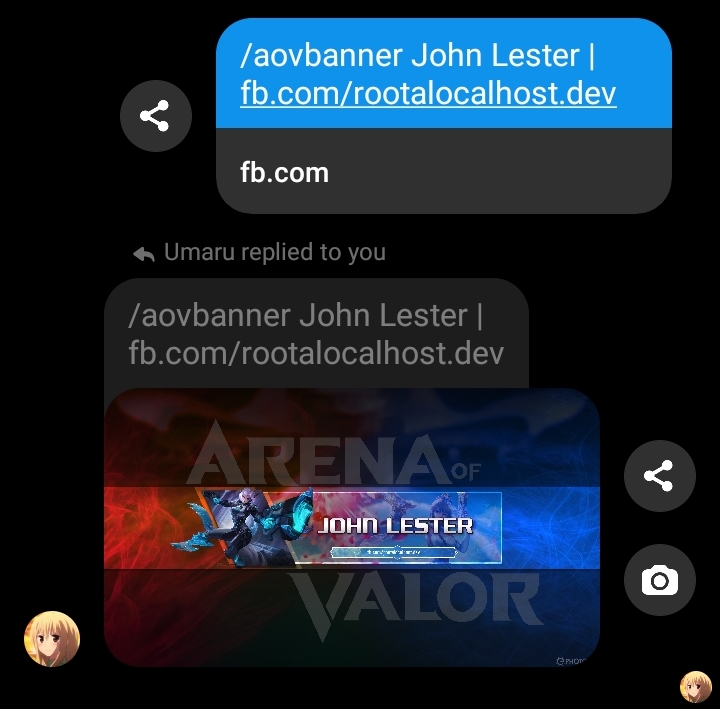 /aovbanner John Lester |
fb.com/rootalocalhost.dev
fb.com
Umaru replied to you
/aovbanner John Lester |
fb.com/rootalocalhost.dev
ARENA OF
JOHN LESTER
VALOR